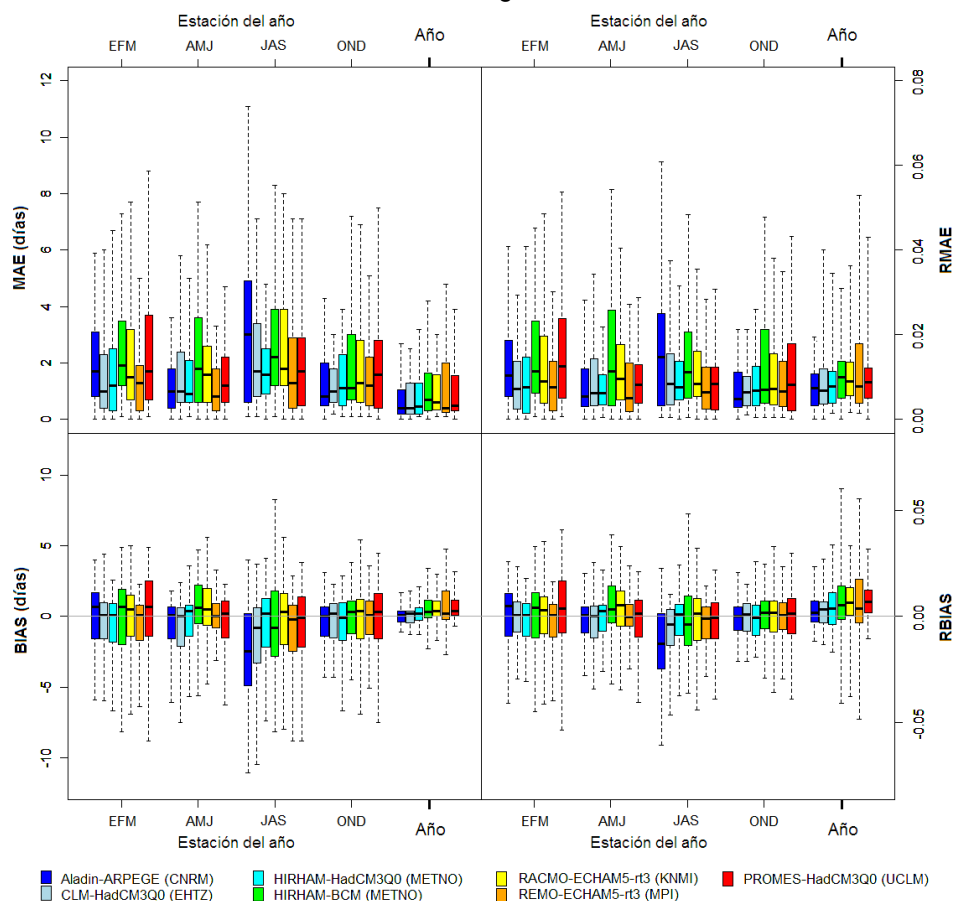 Estación del año
Año
EFM AMJ JAS OND
Estación del año
Año
EFM AMJ JAS OND
MAE (días)
12
10
8
6
4
2
0
RMAE
0.08
0.06
0.04
0.02
0.00
BIAS (días)
10
5
0
-5
-10
RBIAS
0.05
0.00
-0.05
EFM AMJ JAS OND Año
Estación del año
EFM AMJ JAS OND Año
Estación del año
Aladin-ARPEGE (CNRM)
CLM-HadCM3Q0 (EHTZ)
HIRHAM-HadCM3Q0 (METNO)
HIRHAM-BCM (METNO)
RACMO-ECHAM5-rt3 (KNMI)
REMO-ECHAM5-rt3 (MPI)
PROMES-HadCM3Q0 (UCLM)